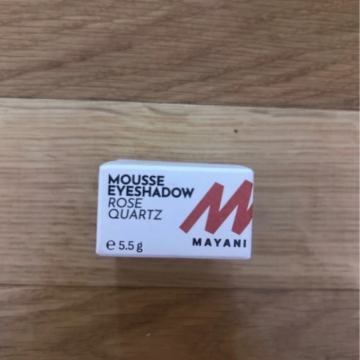 MOUSSE
EYESHADOW
ROSE
QUARTZ
℮ 5.5 g
M
MAYANI